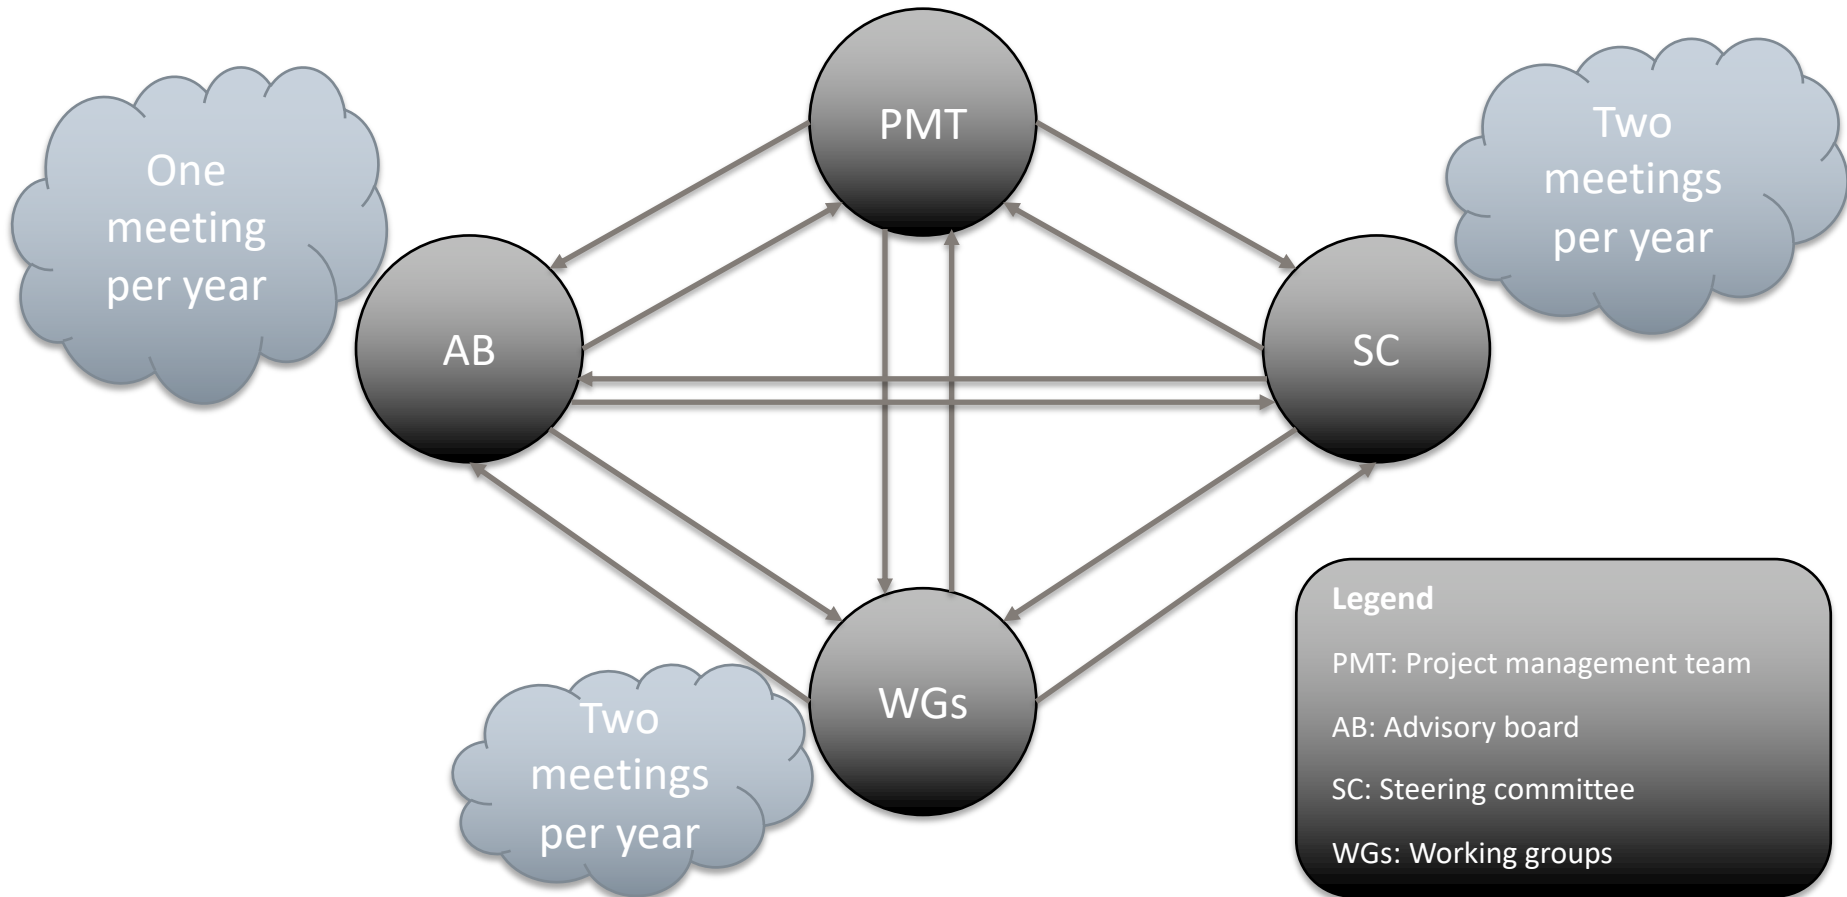 PMT
One
meeting
per year
Two
meetings
per year
AB
SC
WGs
Two
meetings
per year
Legend
PMT: Project management team
AB: Advisory board
SC: Steering committee
WGs: Working groups